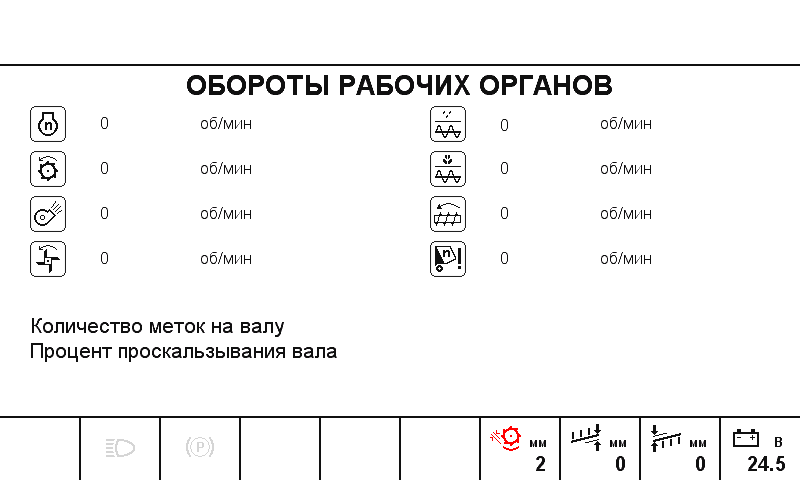 ОБОРОТЫ РАБОЧИХ ОРГАНОВ
n 0 об/мин 0 об/мин
0 об/мин 0 об/мин
0 об/мин 0 об/мин
0 об/мин n! 0 об/мин
Количество меток на валу
Процент проскальзывания вала
(P) мм мм мм В
2 0 0 24.5